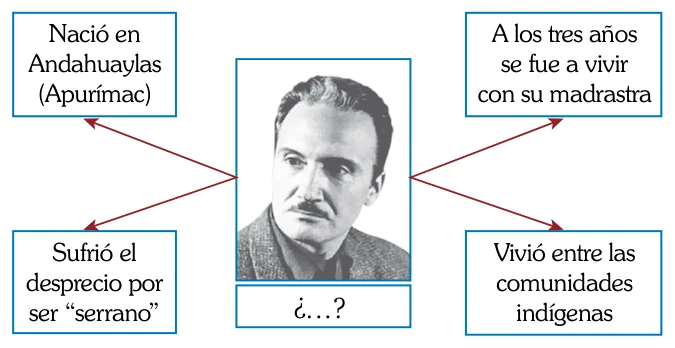 Nació en
Andahuaylas
(Apurímac)
A los tres años
se fue a vivir
con su madrastra
Sufrió el
desprecio por
ser “serrano”
¿…?
Vivió entre las
comunidades
indígenas